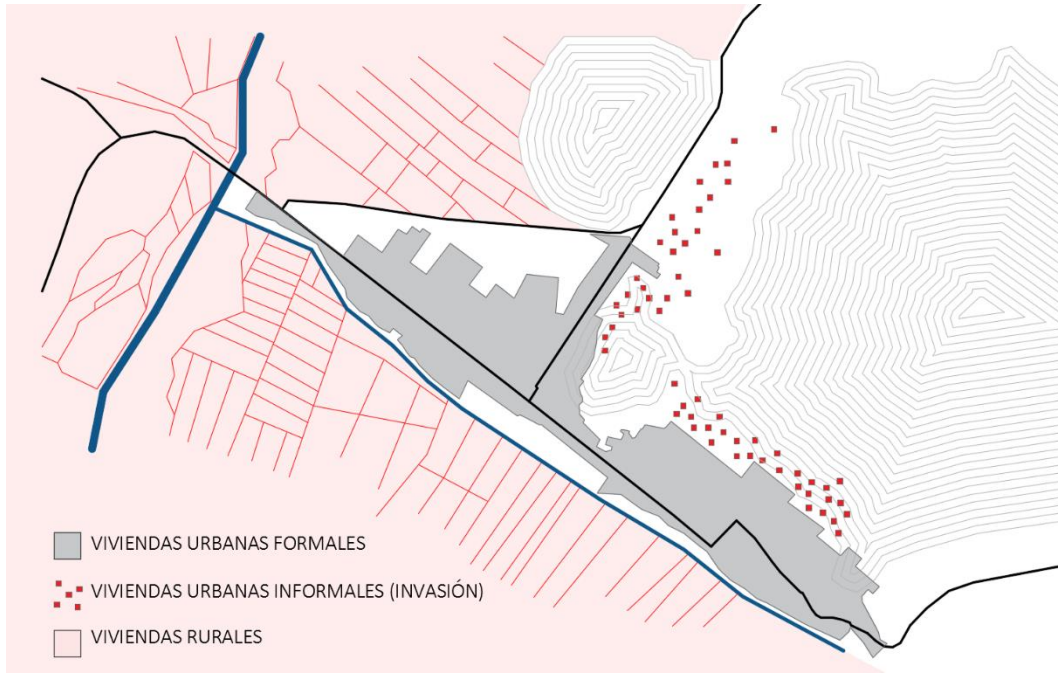 VIVIENDAS URBANAS FORMALES
VIVIENDAS URBANAS INFORMALES (INVASIÓN)
VIVIENDAS RURALES